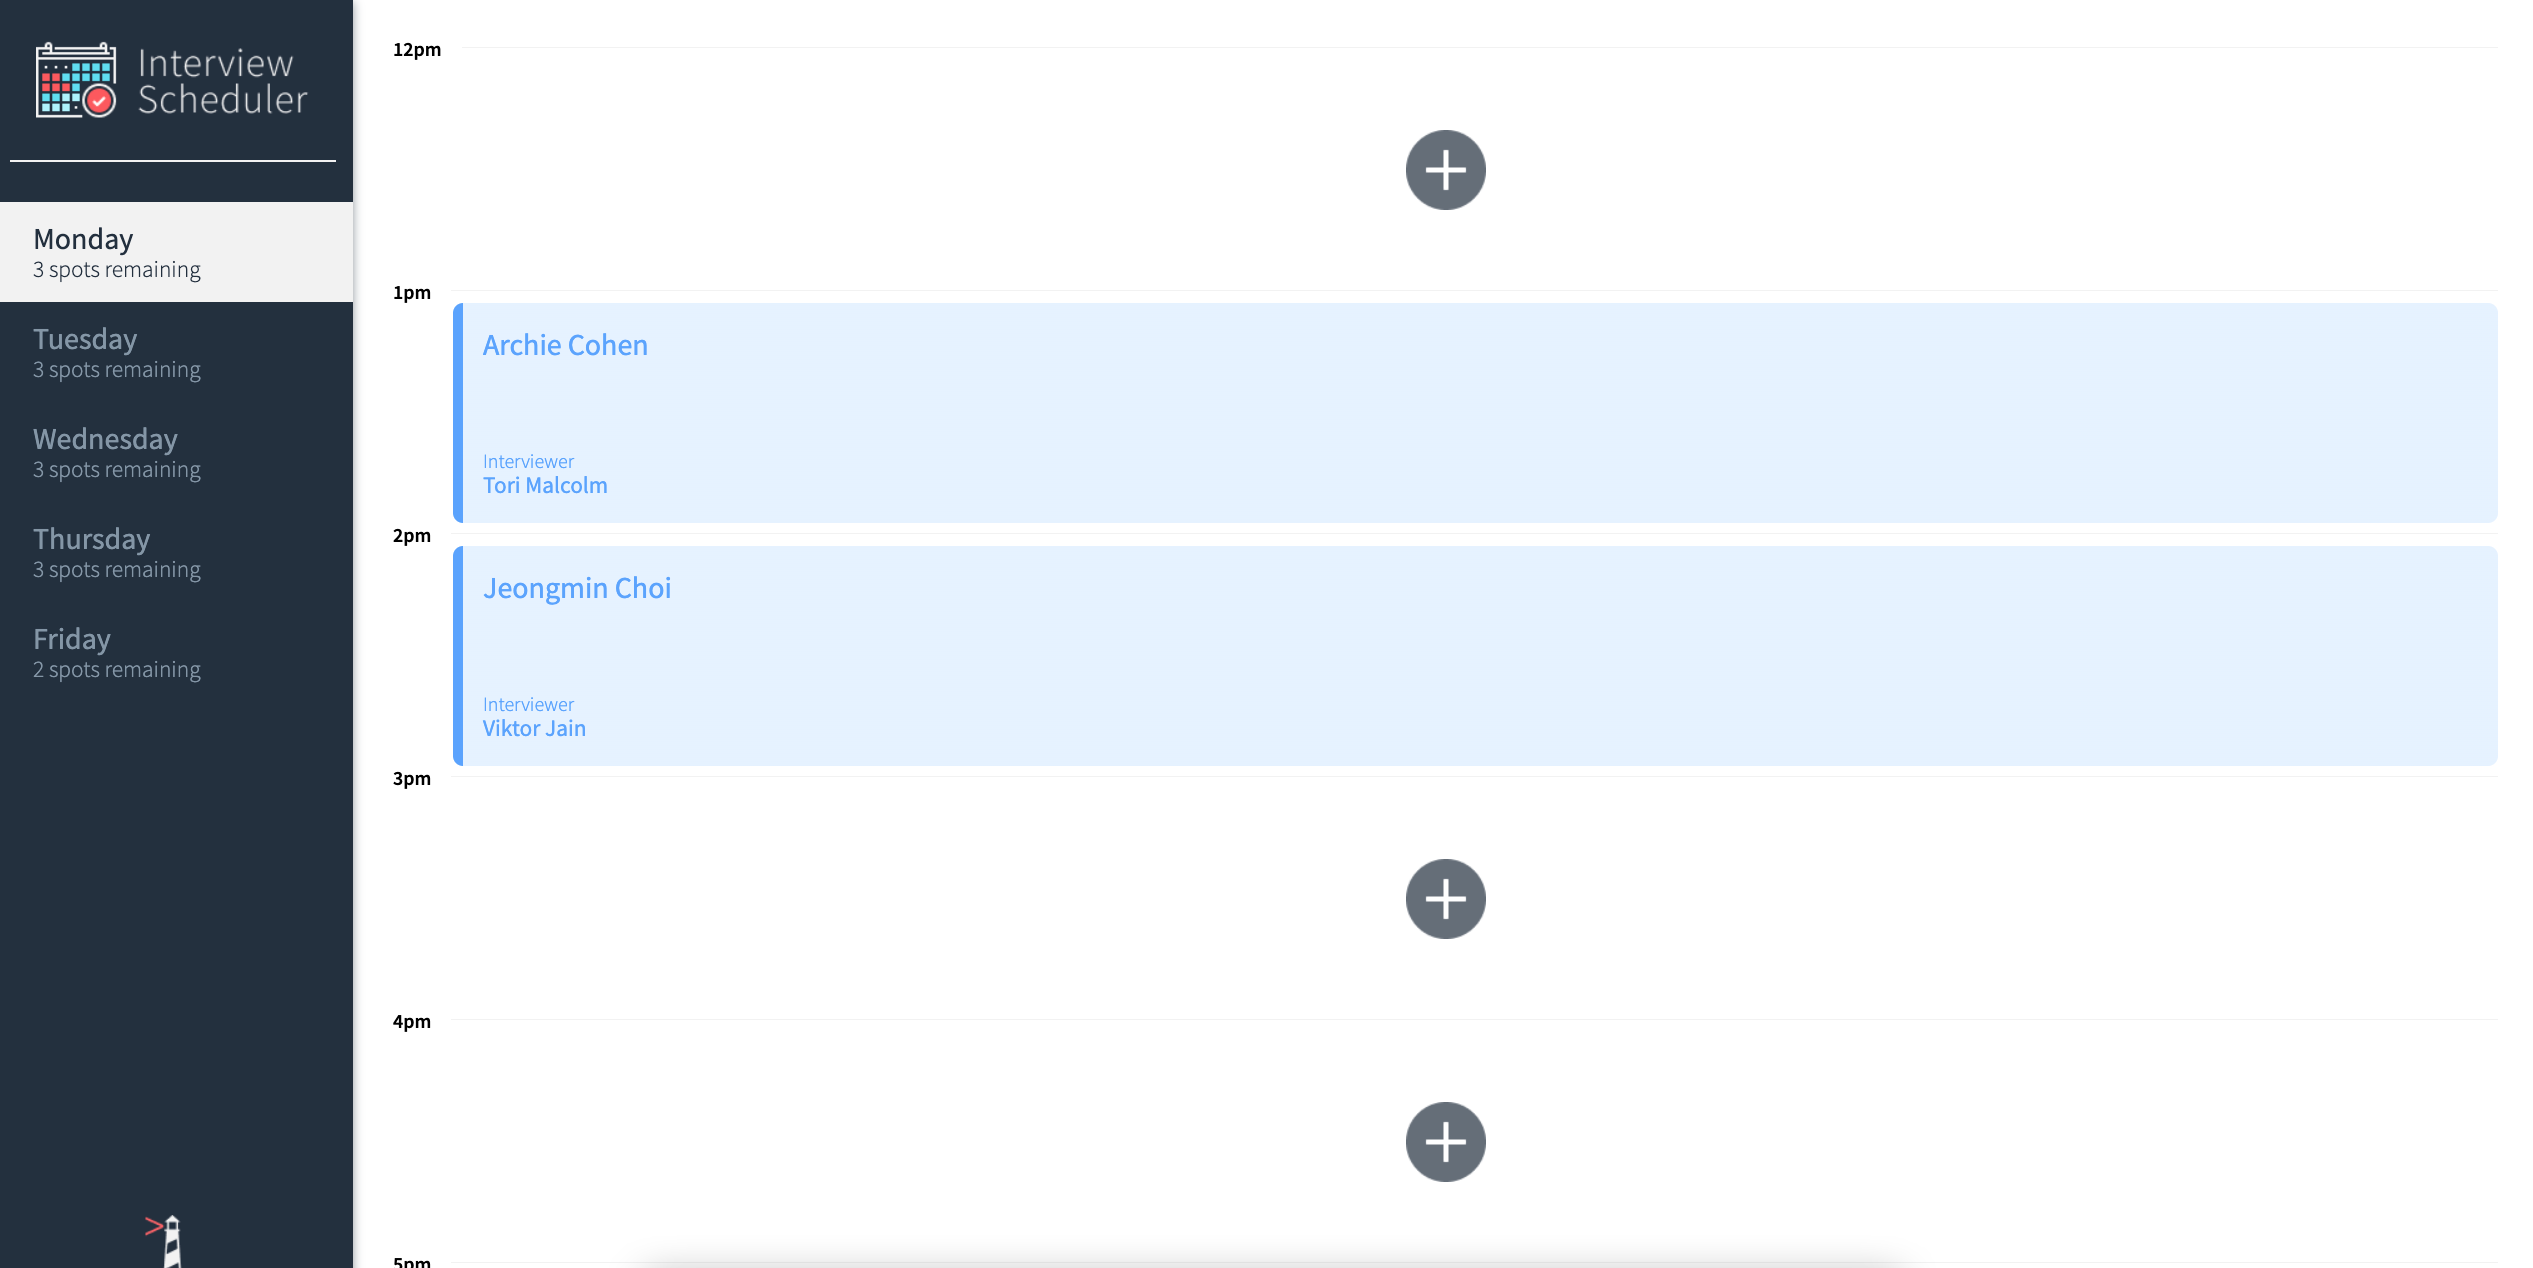 Interview
Scheduler
Monday
3 spots remaining
Tuesday
3 spots remaining
Wednesday
3 spots remaining
Thursday
3 spots remaining
Friday
2 spots remaining
12pm
1pm
Archie Cohen
Interviewer
Tori Malcolm
2pm
Jeongmin Choi
Interviewer
Viktor Jain
3pm
4pm
5pm